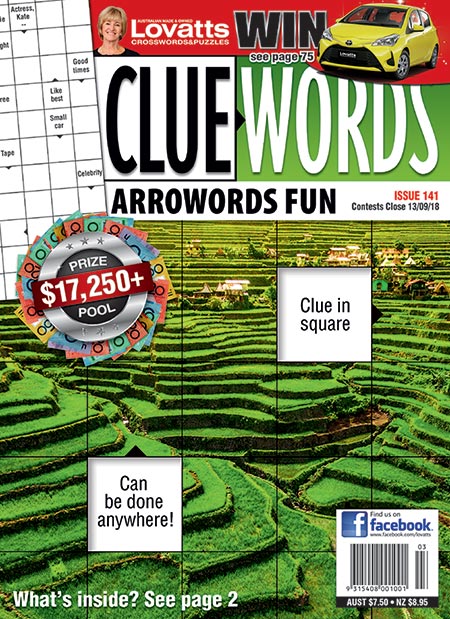 Actress,
Kate
--
AUSTRALIAN MADE & OWNED
Lovatts
CROSSWORDS & PUZZLES
WIN
see page 75
Good
times
Like
best
Small
car
Tape
Celebrity
CLUEWORDS
ARROWORDS FUN
ISSUE 141
Contests Close 13/09/18
PRIZE
$17,250+
POOL
Clue in
square
Can
be done
anywhere!
Find us on
facebook®
www.facebook.com/lovatts
03
9 315408 001001
AUST $7.50 • NZ $8.95
What's inside? See page 2